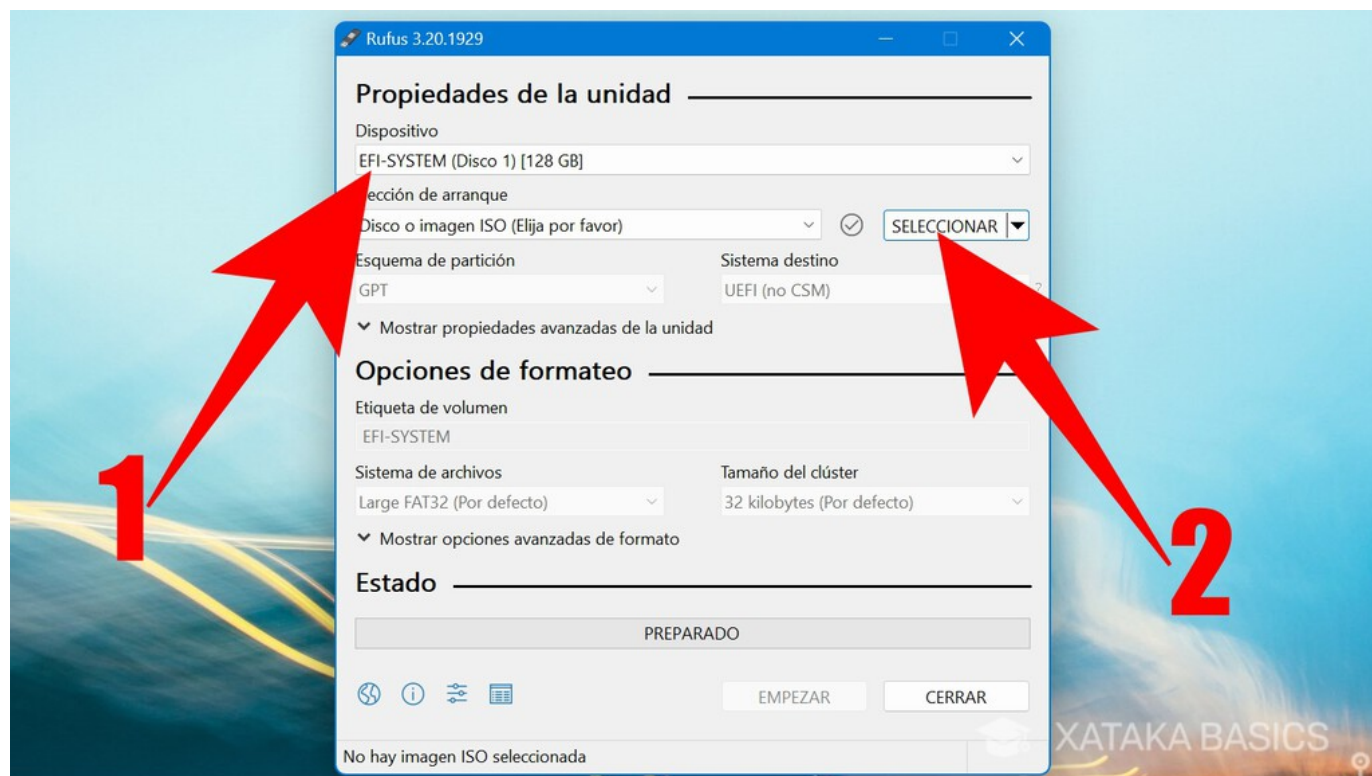 Rufus 3.20.1929
Propiedades de la unidad
Dispositivo
EFI-SYSTEM (Disco 1) [128 GB]
ección de arranque
Disco o imagen ISO (Elija por favor)
SELECCIONAR
Esquema de partición
Sistema destino
GPT
UEFI (no CSM)
?
Mostrar propiedades avanzadas de la unidad
Opciones de formateo
Etiqueta de volumen
EFI-SYSTEM
Sistema de archivos
Tamaño del clúster
Large FAT32 (Por defecto)
32 kilobytes (Por defecto)
Mostrar opciones avanzadas de formato
1
2
Estado
PREPARADO
EMPEZAR
CERRAR
No hay imagen ISO seleccionada
XATAKA BASICS